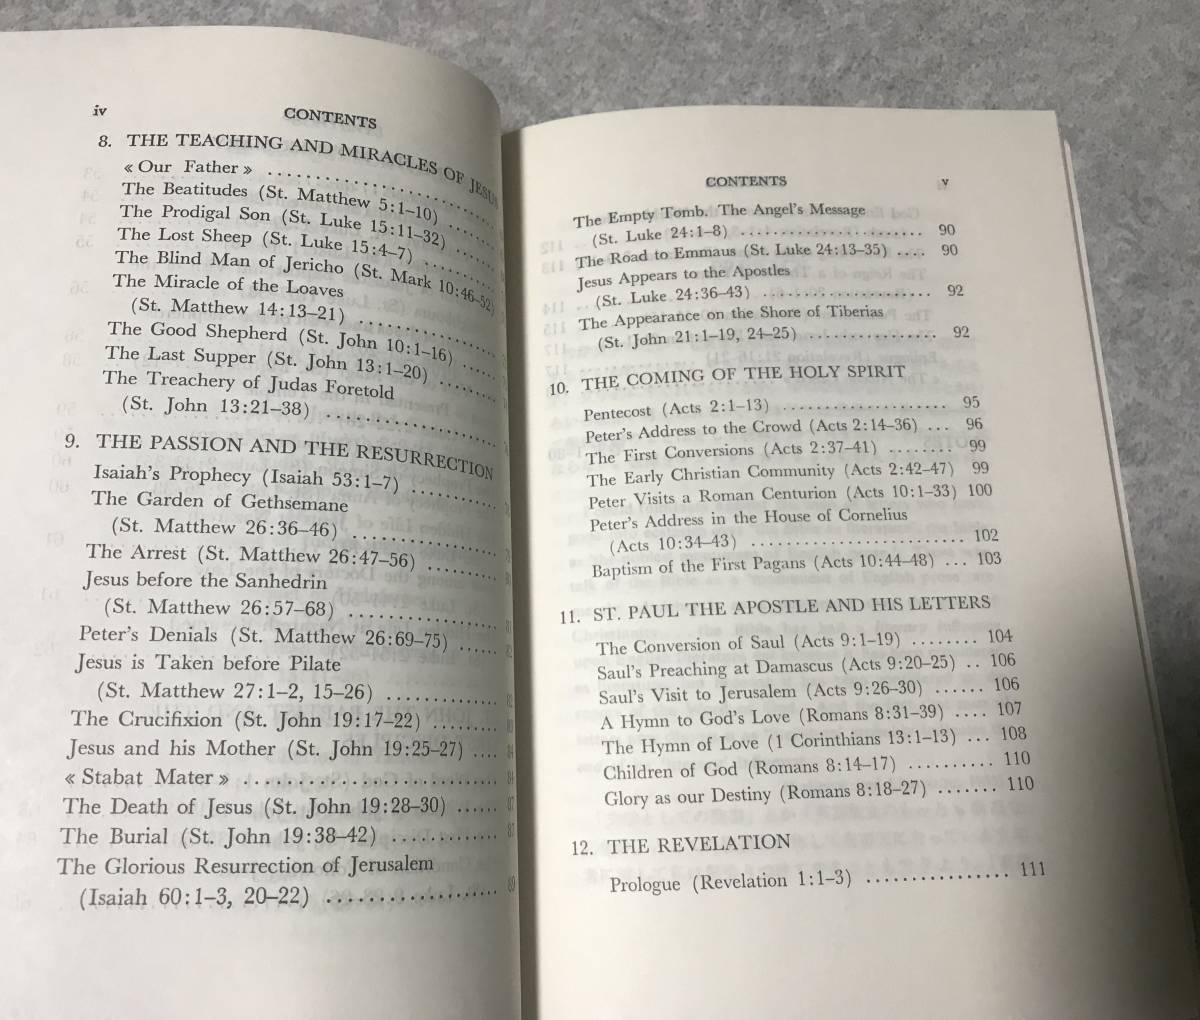 iv
CONTENTS
8. THE TEACHING AND MIRACLES OF JESUS
« Our Father » ..............................
The Beatitudes (St. Matthew 5:1–10) ........
The Prodigal Son (St. Luke 15:11–32) ......
The Lost Sheep (St. Luke 15:4–7) ..........
The Blind Man of Jericho (St. Mark 10:46–52)
The Miracle of the Loaves
(St. Matthew 14:13–21) ..................
The Good Shepherd (St. John 10:1–16) ......
The Last Supper (St. John 13:1–20) ........
The Treachery of Judas Foretold
(St. John 13:21–38) ......................
9. THE PASSION AND THE RESURRECTION
Isaiah's Prophecy (Isaiah 53:1–7) ...........
The Garden of Gethsemane
(St. Matthew 26:36–46) ...................
The Arrest (St. Matthew 26:47–56) .........
Jesus before the Sanhedrin
(St. Matthew 26:57–68) ...................
Peter's Denials (St. Matthew 26:69–75) ......
Jesus is Taken before Pilate
(St. Matthew 27:1–2, 15–26) ..............
The Crucifixion (St. John 19:17–22) .........
Jesus and his Mother (St. John 19:25–27) ....
« Stabat Mater » ............................
The Death of Jesus (St. John 19:28–30) ...... 87
The Burial (St. John 19:38–42) ............. 87
The Glorious Resurrection of Jerusalem
(Isaiah 60:1–3, 20–22) .................... 89
CONTENTS
v
The Empty Tomb. The Angel's Message
(St. Luke 24:1–8) ........................ 90
The Road to Emmaus (St. Luke 24:13–35) .... 90
Jesus Appears to the Apostles
(St. Luke 24:36–43) ...................... 92
The Appearance on the Shore of Tiberias
(St. John 21:1–19, 24–25) ................ 92
10. THE COMING OF THE HOLY SPIRIT
Pentecost (Acts 2:1–13) .................... 95
Peter's Address to the Crowd (Acts 2:14–36) ... 96
The First Conversions (Acts 2:37–41) ........ 99
The Early Christian Community (Acts 2:42–47) 99
Peter Visits a Roman Centurion (Acts 10:1–33) 100
Peter's Address in the House of Cornelius
(Acts 10:34–43) .......................... 102
Baptism of the First Pagans (Acts 10:44–48) ... 103
11. ST. PAUL THE APOSTLE AND HIS LETTERS
The Conversion of Saul (Acts 9:1–19) ........ 104
Saul's Preaching at Damascus (Acts 9:20–25) .. 106
Saul's Visit to Jerusalem (Acts 9:26–30) ...... 106
A Hymn to God's Love (Romans 8:31–39) .... 107
The Hymn of Love (1 Corinthians 13:1–13) ... 108
Children of God (Romans 8:14–17) .......... 110
Glory as our Destiny (Romans 8:18–27) ....... 110
12. THE REVELATION
Prologue (Revelation 1:1–3) ................ 111